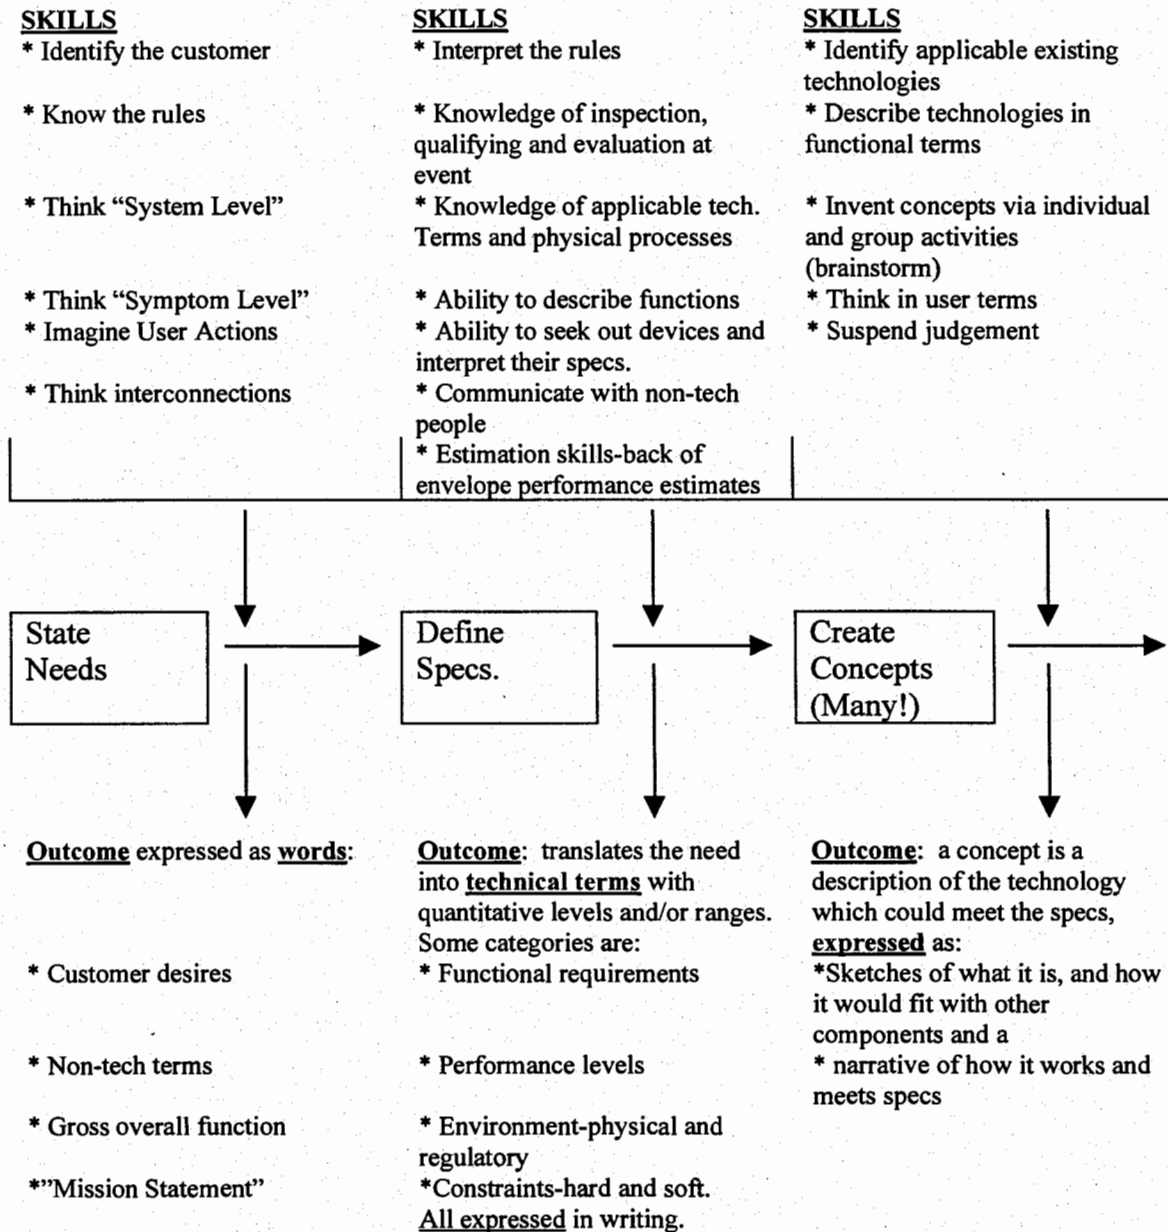 SKILLS
* Identify the customer
* Know the rules
* Think “System Level”
* Think “Symptom Level”
* Imagine User Actions
* Think interconnections
SKILLS
* Interpret the rules
* Knowledge of inspection,
qualifying and evaluation at
event
* Knowledge of applicable tech.
Terms and physical processes
* Ability to describe functions
* Ability to seek out devices and
interpret their specs.
* Communicate with non-tech
people
* Estimation skills-back of
envelope performance estimates
SKILLS
* Identify applicable existing
technologies
* Describe technologies in
functional terms
* Invent concepts via individual
and group activities
(brainstorm)
* Think in user terms
* Suspend judgement
State
Needs
Define
Specs.
Create
Concepts
(Many!)
Outcome expressed as words:
* Customer desires
* Non-tech terms
* Gross overall function
*”Mission Statement”
Outcome: translates the need
into technical terms with
quantitative levels and/or ranges.
Some categories are:
* Functional requirements
* Performance levels
* Environment-physical and
regulatory
*Constraints-hard and soft.
All expressed in writing.
Outcome: a concept is a
description of the technology
which could meet the specs,
expressed as:
*Sketches of what it is, and how
it would fit with other
components and a
* narrative of how it works and
meets specs